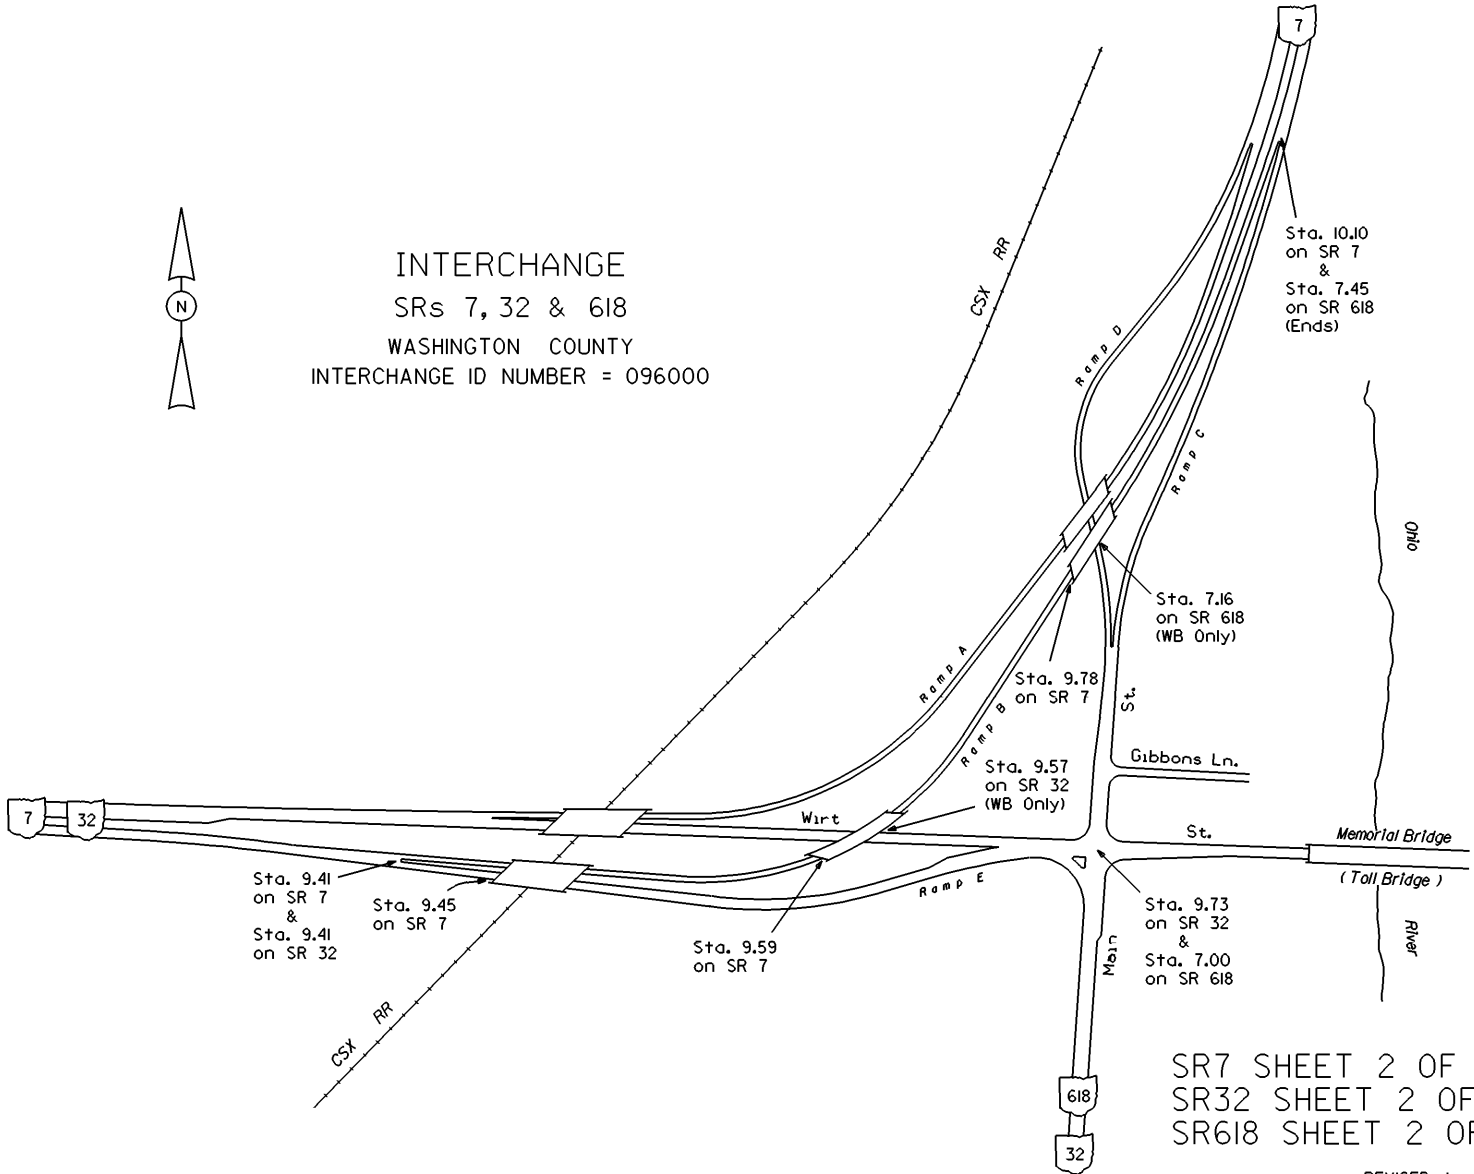 7
N
INTERCHANGE
SRs 7, 32 & 618
WASHINGTON COUNTY
INTERCHANGE ID NUMBER = 096000
CSX RR
Sta. 10.10
on SR 7
&
Sta. 7.45
on SR 618
(Ends)
Ramp D
Ramp C
Ohio
Sta. 7.16
on SR 618
(WB Only)
Ramp A
Sta. 9.78
on SR 7
St.
Ramp B
Gibbons Ln.
Sta. 9.57
on SR 32
(WB Only)
7
32
Wirt
St.
Memorial Bridge
(Toll Bridge)
Sta. 9.41
on SR 7
&
Sta. 9.41
on SR 32
Sta. 9.45
on SR 7
Ramp E
Sta. 9.59
on SR 7
Sta. 9.73
on SR 32
&
Sta. 7.00
on SR 618
Main
River
CSX RR
618
32
SR7 SHEET 2 OF
SR32 SHEET 2 OF
SR618 SHEET 2 OF